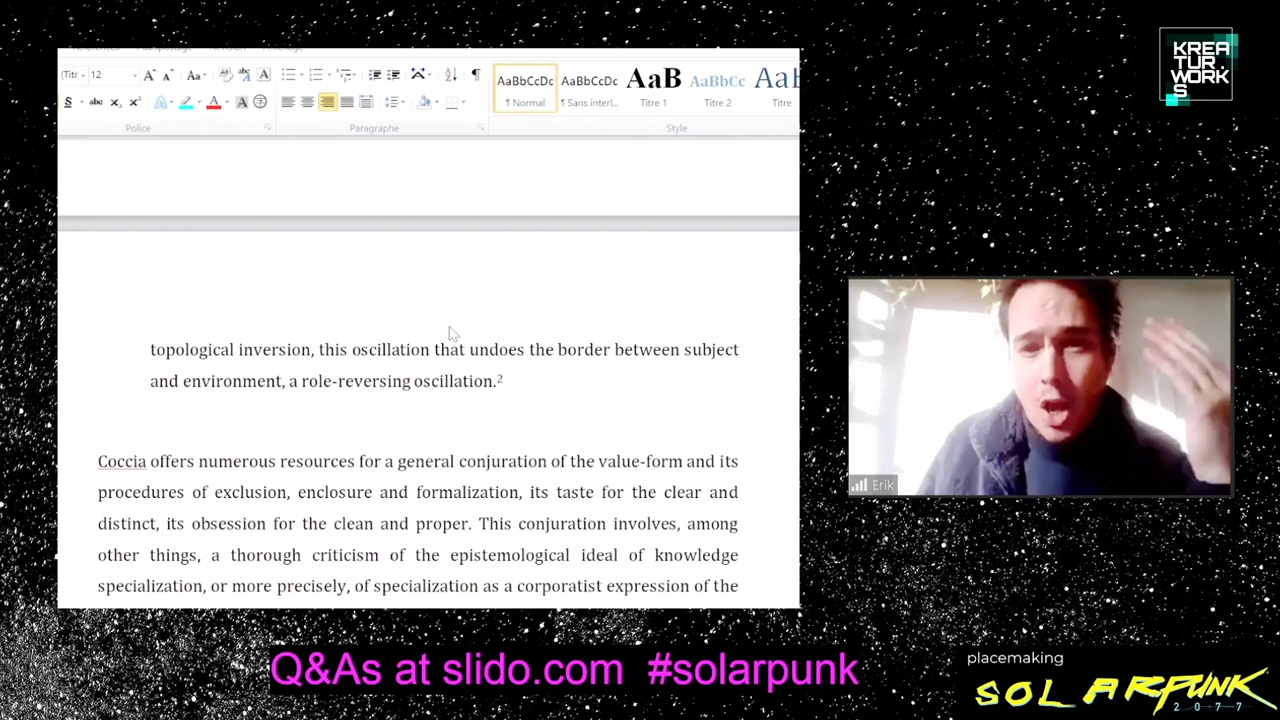 KREA
TUR.
WORK
S
(Titr
12
Aa
AaBbCcDc AaBbCcDc AaB AaBbCc AaH
¶ Normal ¶ Sans interl... Titre 1 Titre 2 Titre
Police Paragraphe Style
topological inversion, this oscillation that undoes the border between subject
and environment, a role-reversing oscillation.²
Coccia offers numerous resources for a general conjuration of the value-form and its
procedures of exclusion, enclosure and formalization, its taste for the clear and
distinct, its obsession for the clean and proper. This conjuration involves, among
other things, a thorough criticism of the epistemological ideal of knowledge
specialization, or more precisely, of specialization as a corporatist expression of the
Erik
Q&As at slido.com #solarpunk
placemaking
SOLARPUNK
2077